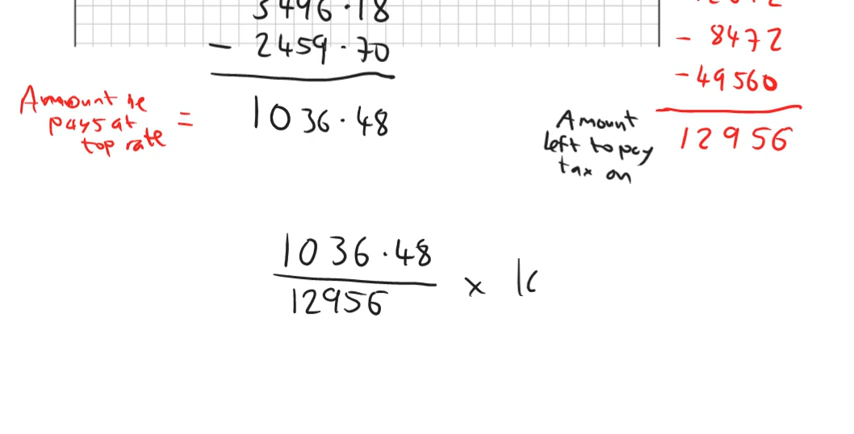 3496.18
- 2459.70
1036.48
Amount he
pays at
top rate
=
- 8472
- 49560
12956
Amount
left to pay
tax on
1036.48
12956
×